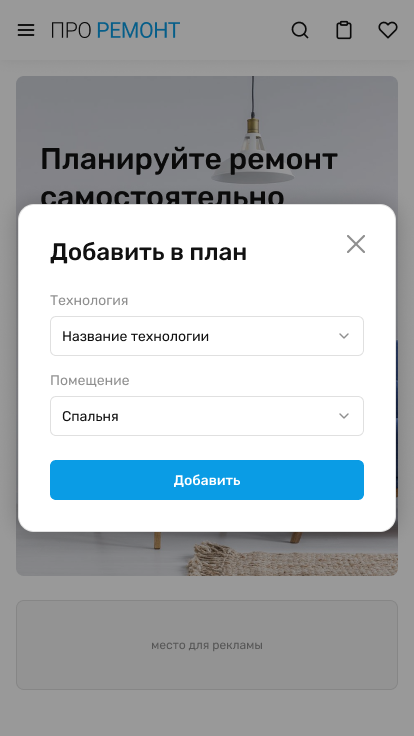 ПРО РЕМОНТ
Планируйте ремонт
самостоятельно
Добавить в план
Технология
Название технологии
Помещение
Спальня
Добавить
место для рекламы